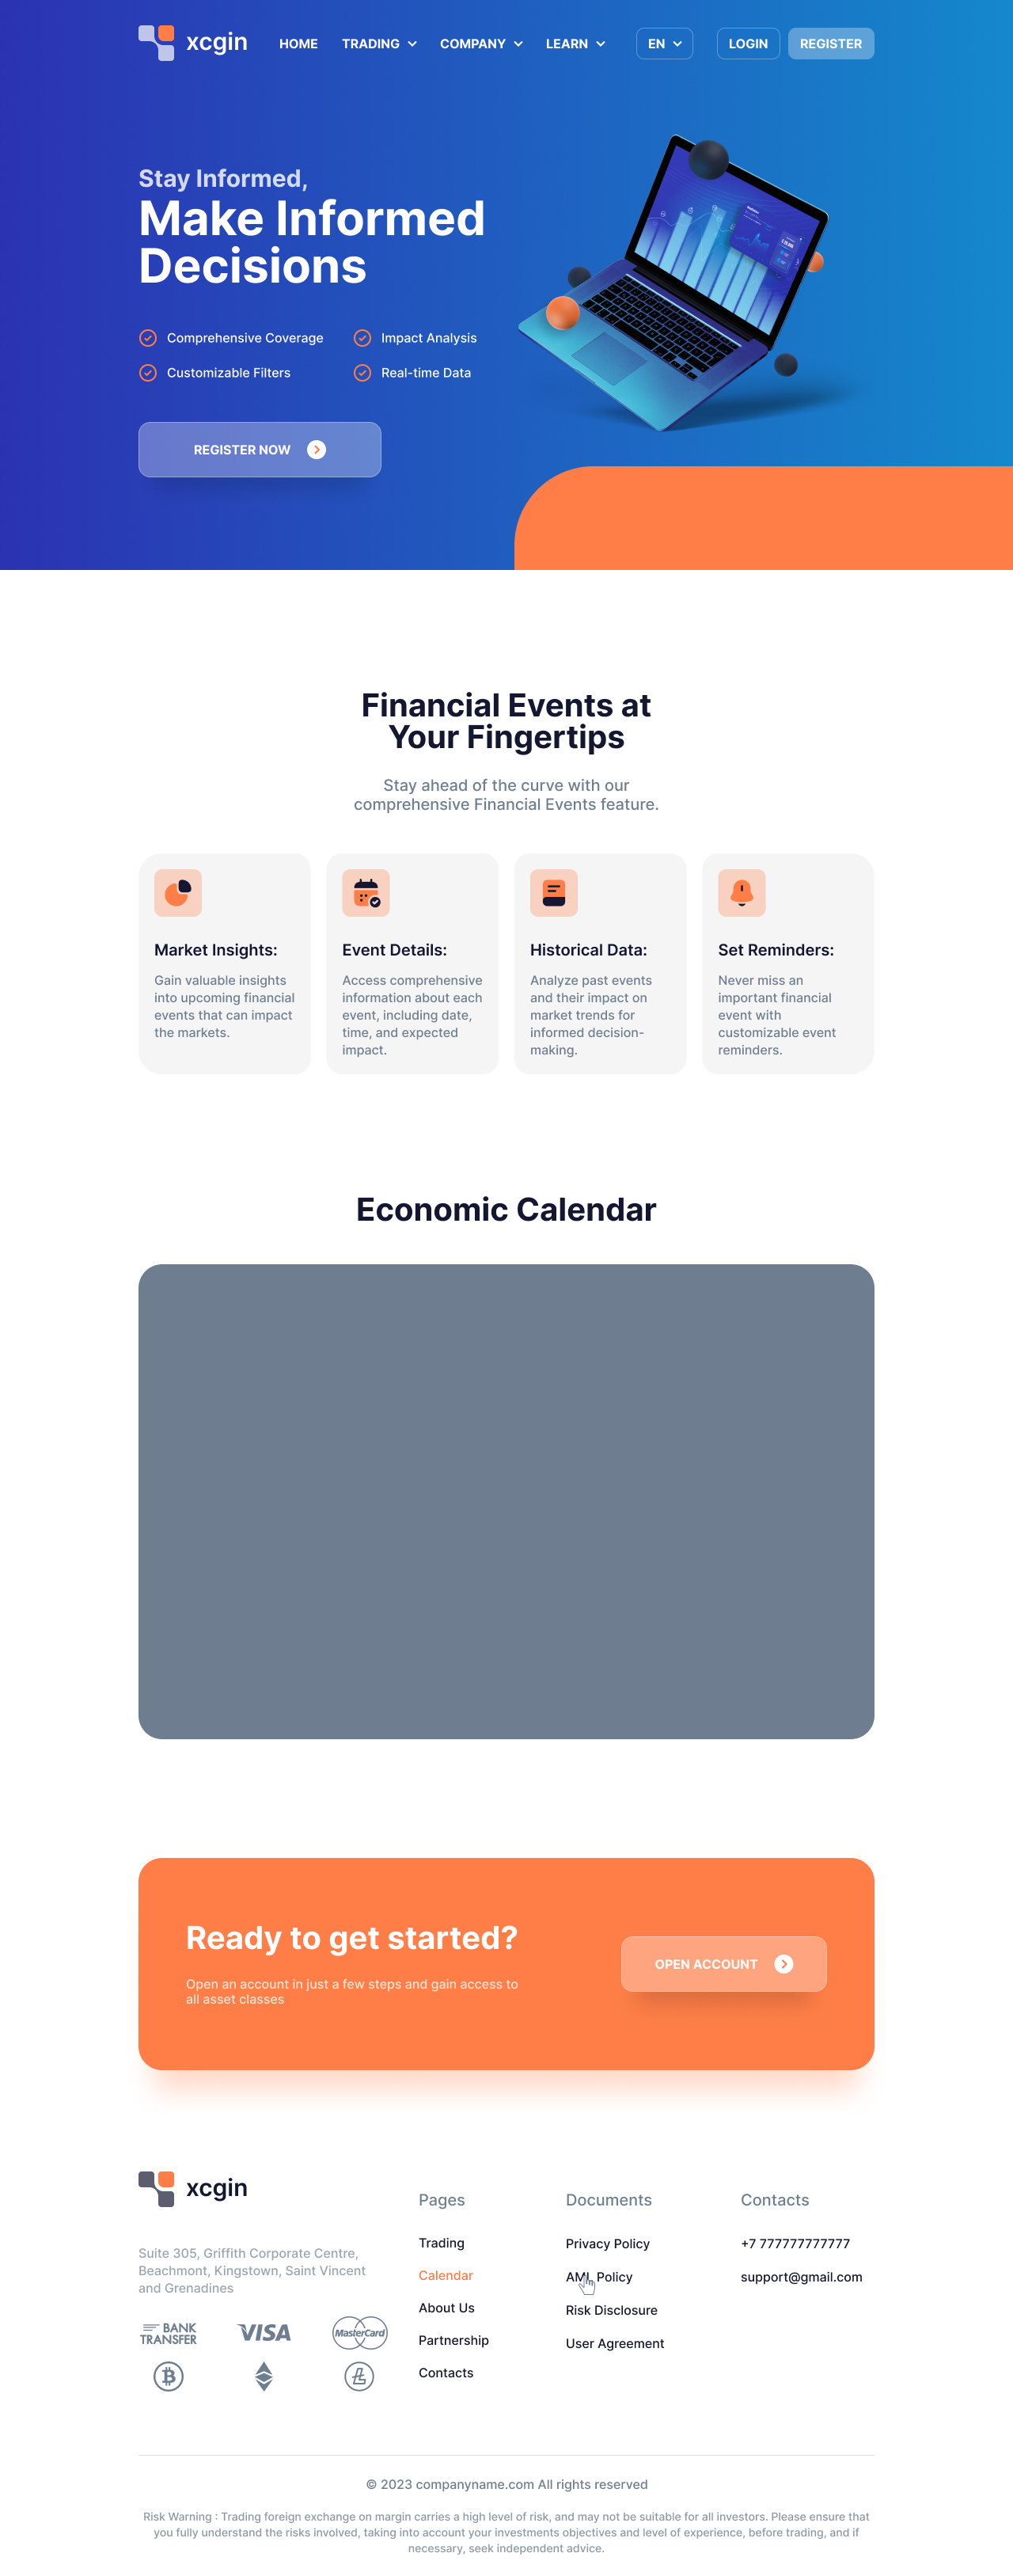 xcgin
HOME
TRADING
COMPANY
LEARN
EN
LOGIN
REGISTER
Stay Informed,
Make Informed
Decisions
Comprehensive Coverage
Impact Analysis
Customizable Filters
Real-time Data
REGISTER NOW
Financial Events at
Your Fingertips
Stay ahead of the curve with our
comprehensive Financial Events feature.
Market Insights:
Gain valuable insights
into upcoming financial
events that can impact
the markets.
Event Details:
Access comprehensive
information about each
event, including date,
time, and expected
impact.
Historical Data:
Analyze past events
and their impact on
market trends for
informed decision-
making.
Set Reminders:
Never miss an
important financial
event with
customizable event
reminders.
Economic Calendar
Ready to get started?
Open an account in just a few steps and gain access to
all asset classes
OPEN ACCOUNT
xcgin
Suite 305, Griffith Corporate Centre,
Beachmont, Kingstown, Saint Vincent
and Grenadines
BANK
TRANSFER
VISA
MasterCard
Pages
Trading
Calendar
About Us
Partnership
Contacts
Documents
Privacy Policy
AML Policy
Risk Disclosure
User Agreement
Contacts
+7 777777777777
support@gmail.com
© 2023 companyname.com All rights reserved
Risk Warning : Trading foreign exchange on margin carries a high level of risk, and may not be suitable for all investors. Please ensure that
you fully understand the risks involved, taking into account your investments objectives and level of experience, before trading, and if
necessary, seek independent advice.